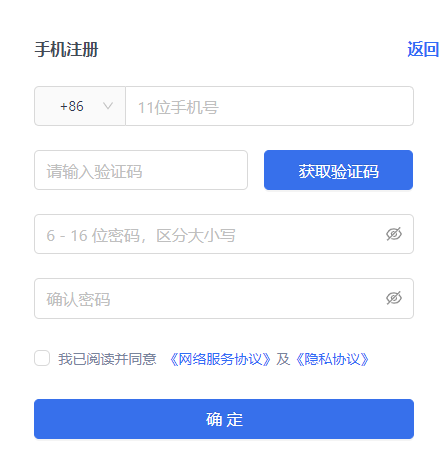 手机注册 返回
+86 11位手机号
请输入验证码 获取验证码
6 - 16 位密码，区分大小写
确认密码
我已阅读并同意 《网络服务协议》及《隐私协议》
确 定